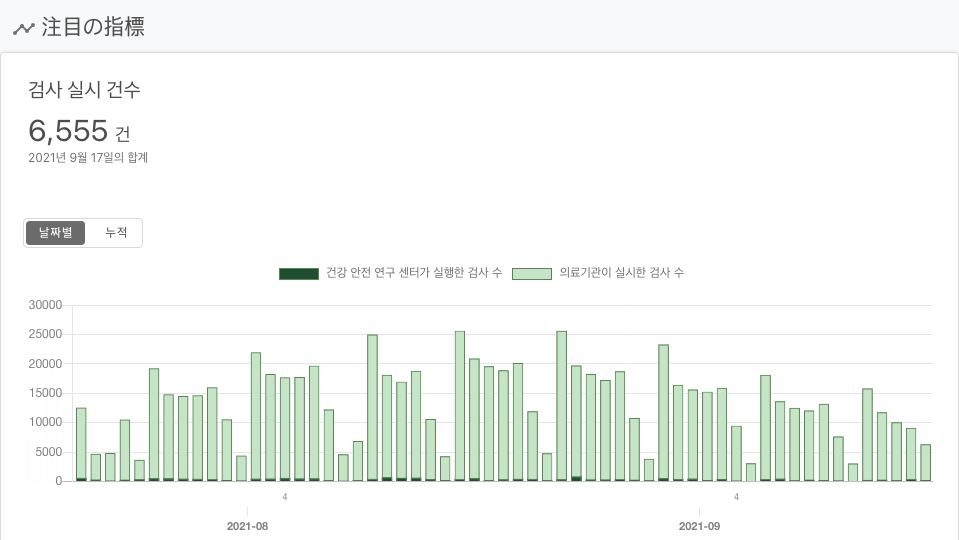 注目の指標
검사 실시 건수
6,555 건
2021년 9월 17일의 합계
날짜별 누적
건강 안전 연구 센터가 실행한 검사 수 의료기관이 실시한 검사 수
30000
25000
20000
15000
10000
5000
0
4 4
2021-08 2021-09